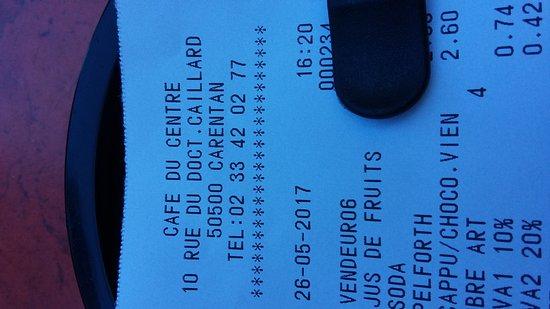 CAFE DU CENTRE
10 RUE DU DOCT.CAILLARD
50500 CARENTAN
TEL:02 33 42 02 77
*************************
26-05-2017 16:20
VENDEUR06 000234
JUS DE FRUITS
SODA
PELFORTH
CAPPU/CHOCO.VIEN 2.60
BRE ART 4
VA1 10% 0.74
VA2 20% 0.42